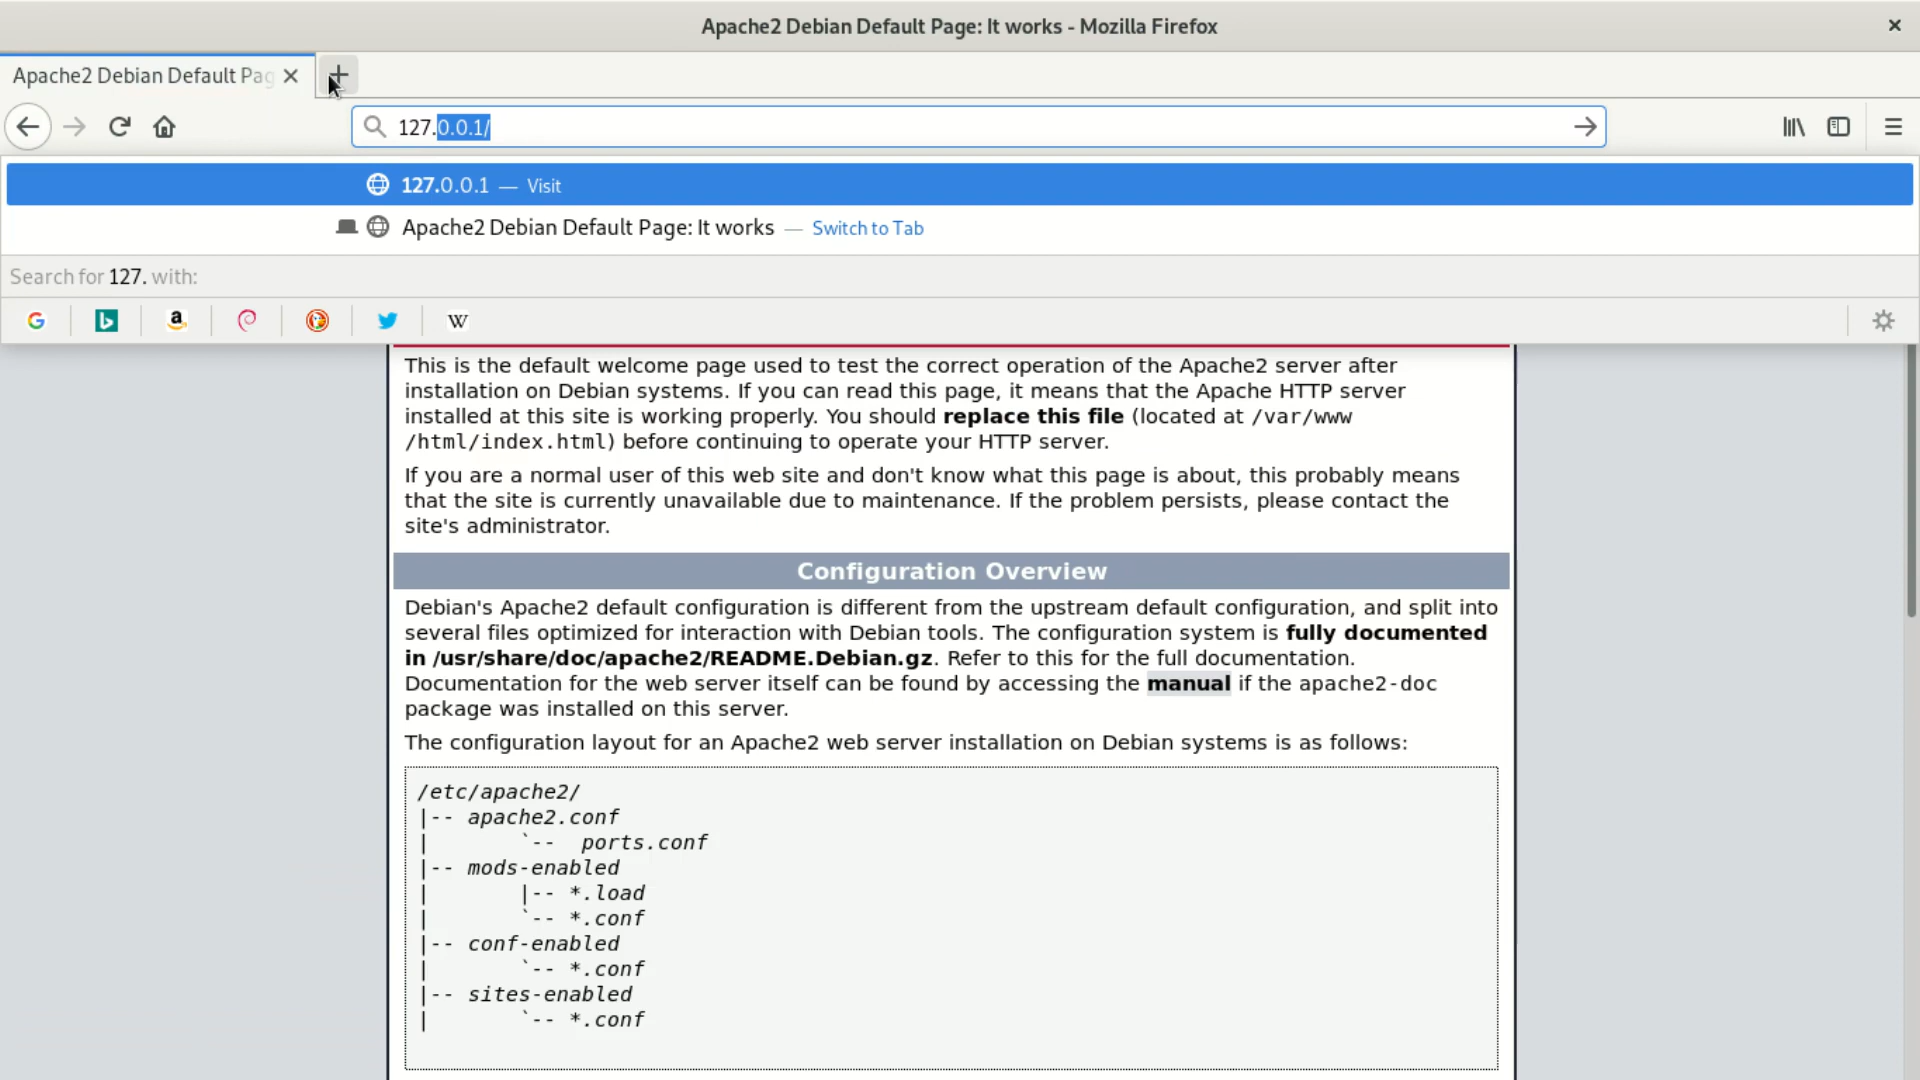 Apache2 Debian Default Page: It works - Mozilla Firefox
Apache2 Debian Default Pag
127.0.0.1/
127.0.0.1 — Visit
Apache2 Debian Default Page: It works — Switch to Tab
Search for 127. with:
G b a W
This is the default welcome page used to test the correct operation of the Apache2 server after
installation on Debian systems. If you can read this page, it means that the Apache HTTP server
installed at this site is working properly. You should replace this file (located at /var/www
/html/index.html) before continuing to operate your HTTP server.
If you are a normal user of this web site and don't know what this page is about, this probably means
that the site is currently unavailable due to maintenance. If the problem persists, please contact the
site's administrator.
Configuration Overview
Debian's Apache2 default configuration is different from the upstream default configuration, and split into
several files optimized for interaction with Debian tools. The configuration system is fully documented
in /usr/share/doc/apache2/README.Debian.gz. Refer to this for the full documentation.
Documentation for the web server itself can be found by accessing the manual if the apache2-doc
package was installed on this server.
The configuration layout for an Apache2 web server installation on Debian systems is as follows:
/etc/apache2/
|-- apache2.conf
|       `--  ports.conf
|-- mods-enabled
|       |-- *.load
|       `-- *.conf
|-- conf-enabled
|       `-- *.conf
|-- sites-enabled
|       `-- *.conf